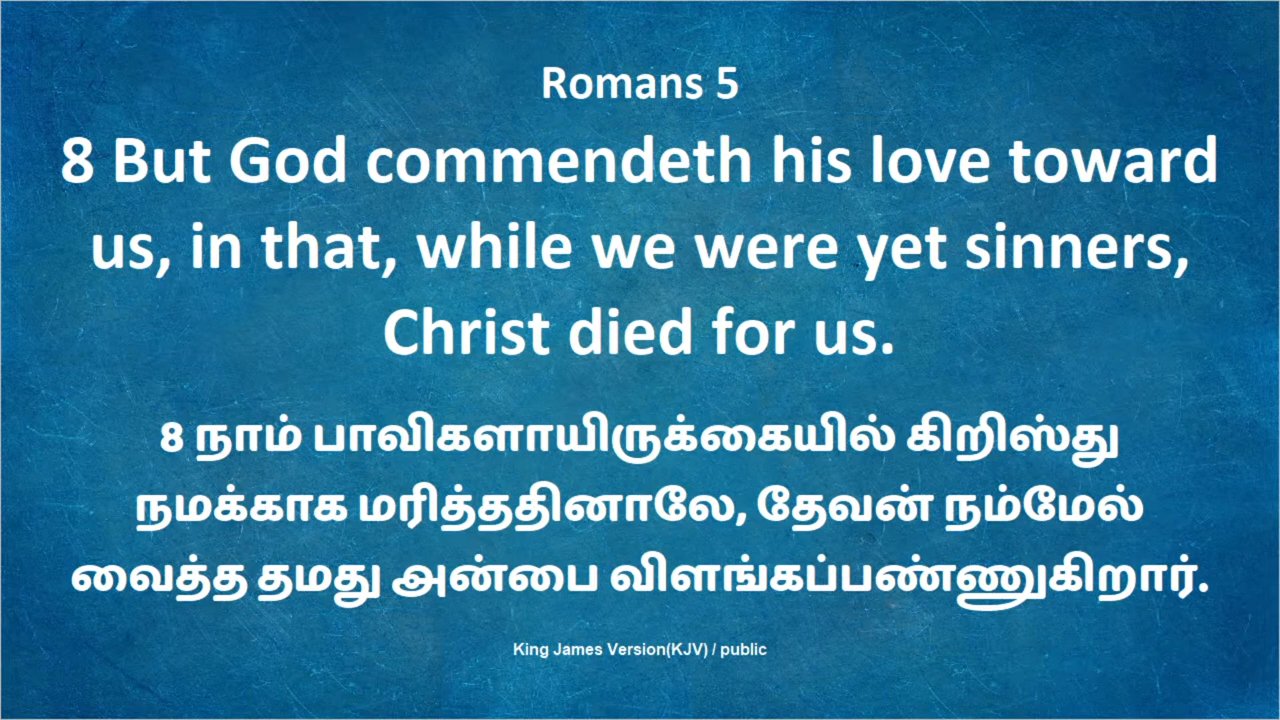 Romans 5
8 But God commendeth his love toward
us, in that, while we were yet sinners,
Christ died for us.
8 நாம் பாவிகளாயிருக்கையில் கிறிஸ்து
நமக்காக மரித்ததினாலே, தேவன் நம்மேல்
வைத்த தமது அன்பை விளங்கப்பண்ணுகிறார்.
King James Version(KJV) / public